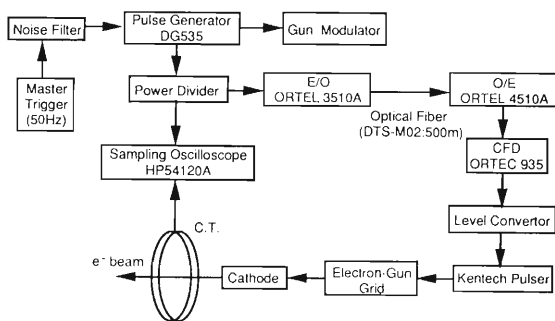 Noise Filter
Pulse Generator
DG535
Gun Modulator
Master
Trigger
(50Hz)
Power Divider
E/O
ORTEL 3510A
O/E
ORTEL 4510A
Optical Fiber
(DTS-M02:500m)
CFD
ORTEC 935
Sampling Oscilloscope
HP54120A
Level Convertor
C.T.
e⁻ beam
Cathode
Electron-Gun
Grid
Kentech Pulser